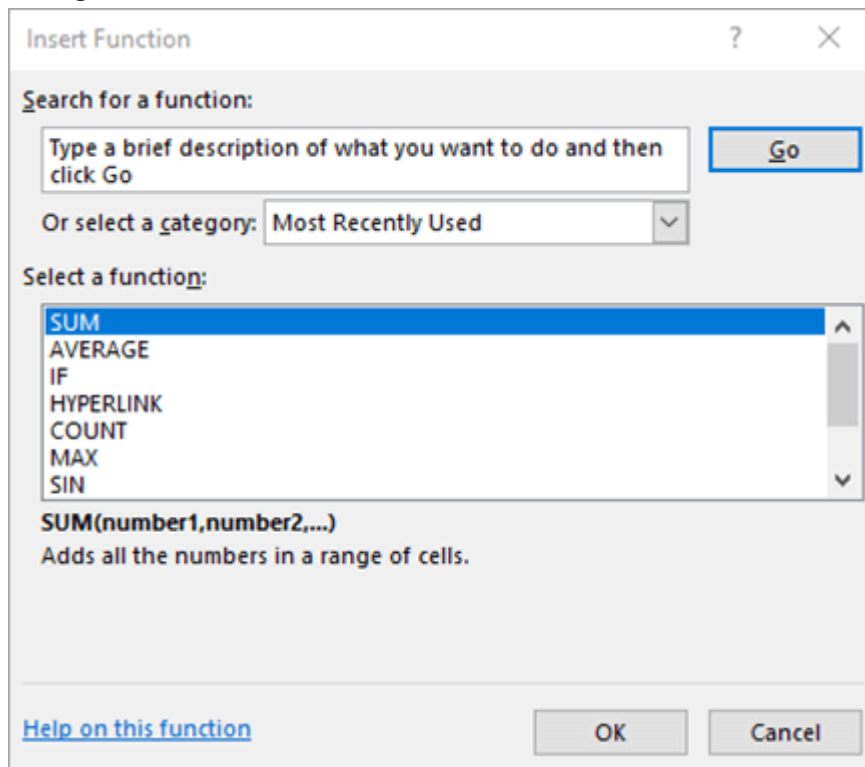 Insert Function ?
Search for a function:
Type a brief description of what you want to do and then
click Go
Go
Or select a category: Most Recently Used
Select a function:
SUM
AVERAGE
IF
HYPERLINK
COUNT
MAX
SIN
SUM(number1,number2,...)
Adds all the numbers in a range of cells.
Help on this function OK Cancel